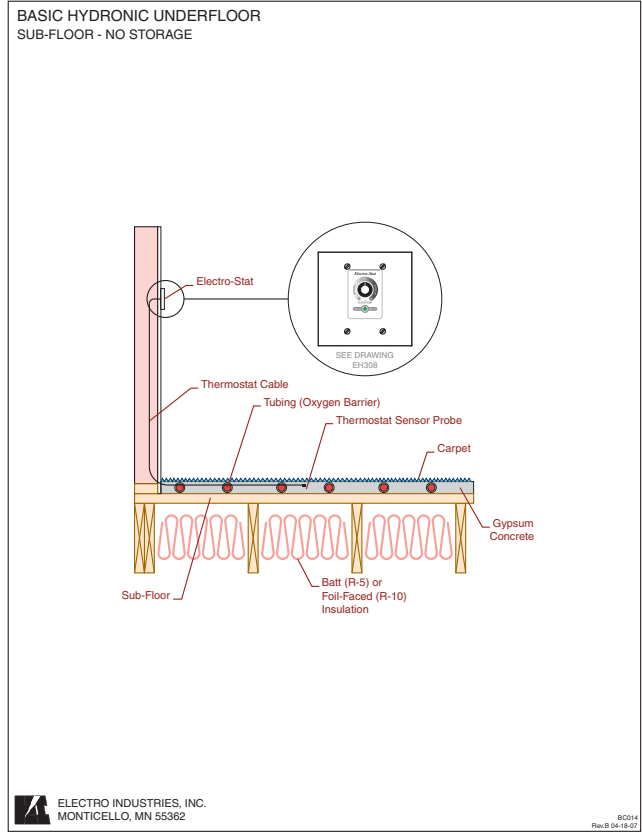 BASIC HYDRONIC UNDERFLOOR
SUB-FLOOR - NO STORAGE
Electro-Stat
Electro-Stat
SEE DRAWING
EH308
Thermostat Cable
Tubing (Oxygen Barrier)
Thermostat Sensor Probe
Carpet
Gypsum
Concrete
Batt (R-5) or
Foil-Faced (R-10)
Insulation
Sub-Floor
ELECTRO INDUSTRIES, INC.
MONTICELLO, MN 55362
BC014
Rev.B 04-18-07